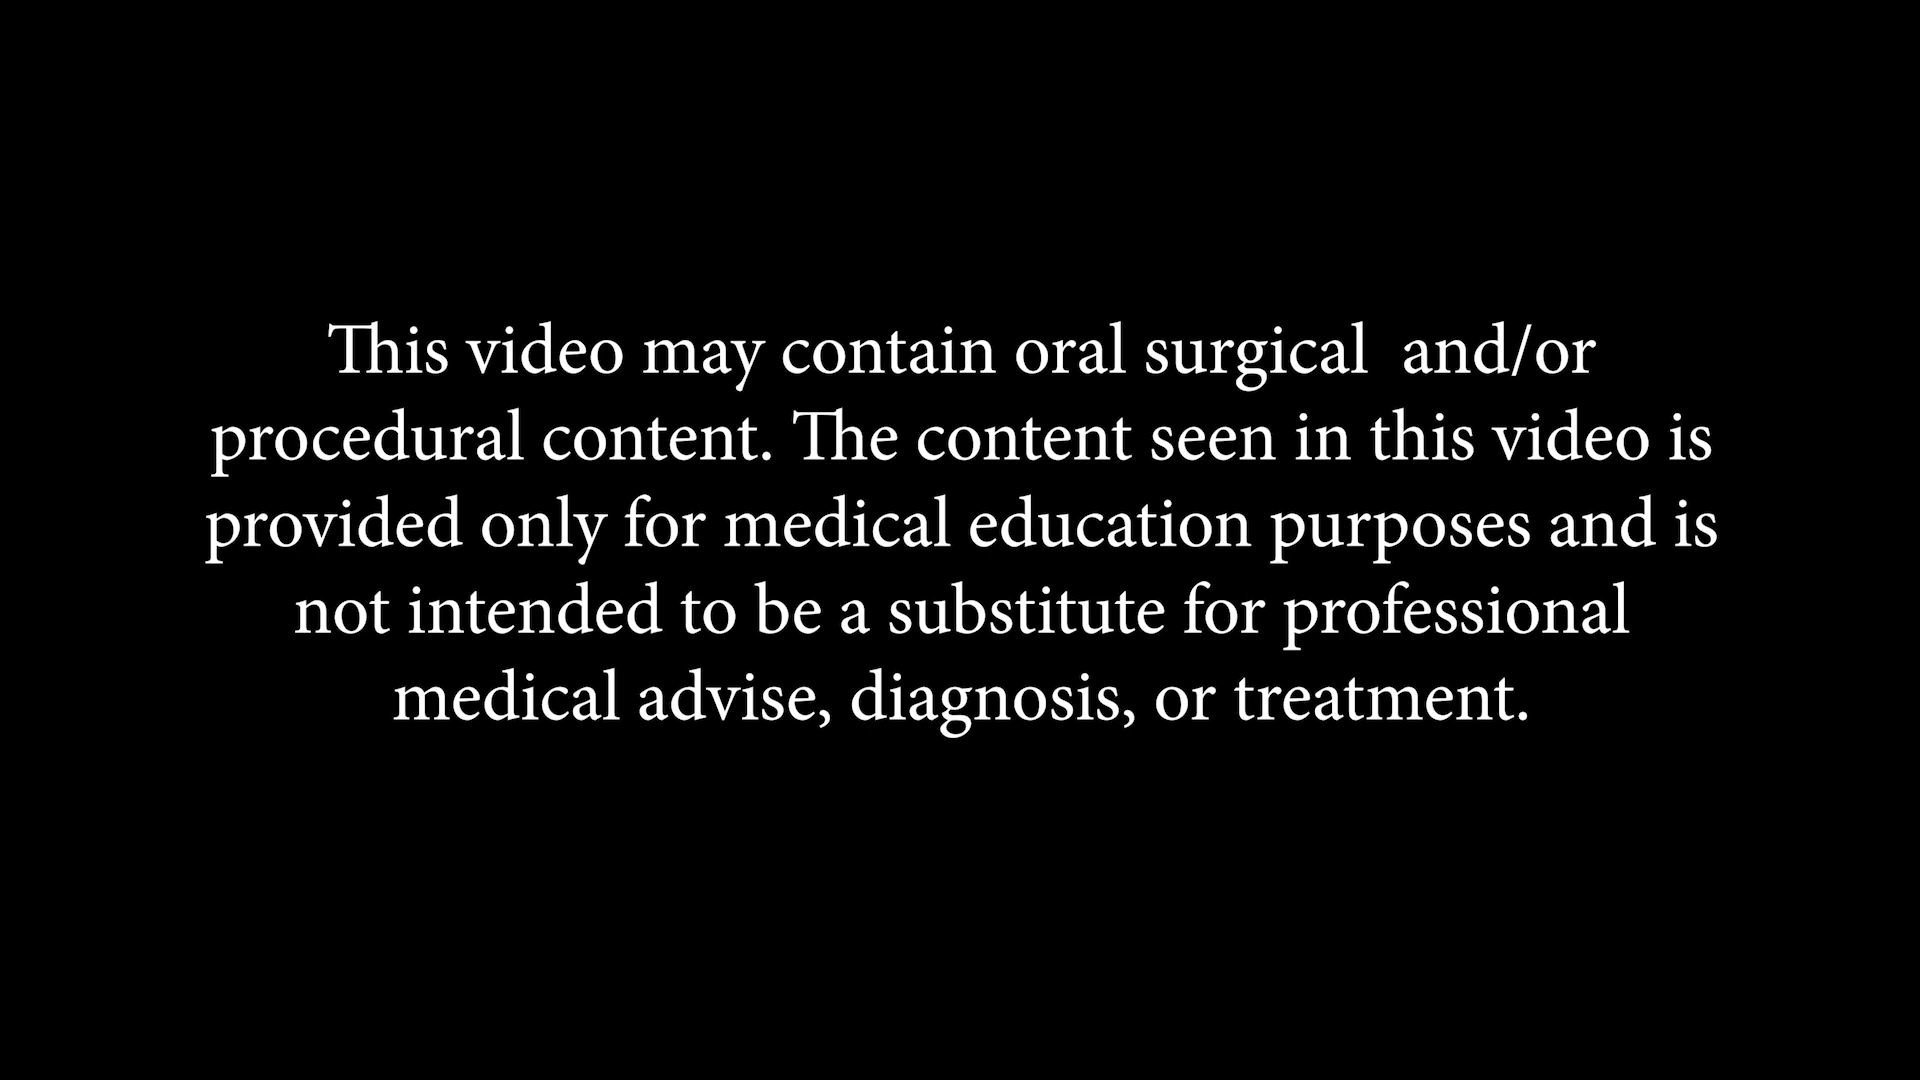 This video may contain oral surgical  and/or
procedural content. The content seen in this video is
provided only for medical education purposes and is
not intended to be a substitute for professional
medical advise, diagnosis, or treatment.